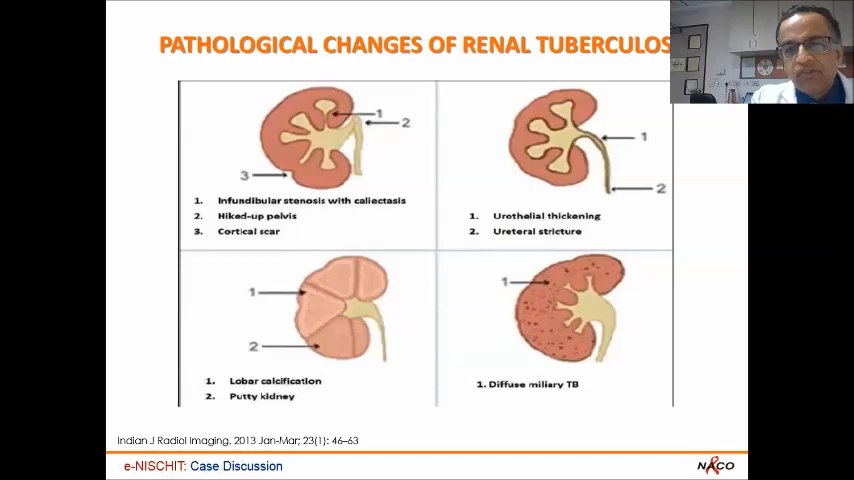 PATHOLOGICAL CHANGES OF RENAL TUBERCULOS
1
2
3
1. Infundibular stenosis with caliectasis
2. Hiked-up pelvis
3. Cortical scar
1
2
1. Urothelial thickening
2. Ureteral stricture
1
2
1. Lobar calcification
2. Putty kidney
1
1. Diffuse miliary TB
Indian J Radiol Imaging. 2013 Jan-Mar; 23(1): 46–63
e-NISCHIT: Case Discussion
NACO